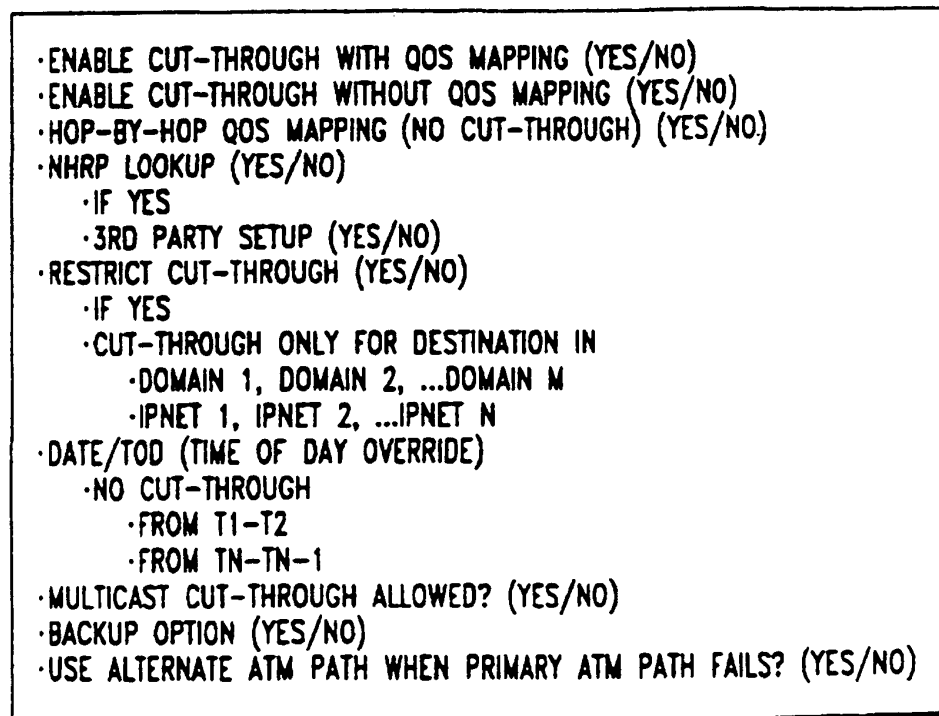 ·ENABLE CUT-THROUGH WITH QOS MAPPING (YES/NO)
·ENABLE CUT-THROUGH WITHOUT QOS MAPPING (YES/NO)
·HOP-BY-HOP QOS MAPPING (NO CUT-THROUGH) (YES/NO)
·NHRP LOOKUP (YES/NO)
·IF YES
·3RD PARTY SETUP (YES/NO)
·RESTRICT CUT-THROUGH (YES/NO)
·IF YES
·CUT-THROUGH ONLY FOR DESTINATION IN
·DOMAIN 1, DOMAIN 2, ...DOMAIN M
·IPNET 1, IPNET 2, ...IPNET N
·DATE/TOD (TIME OF DAY OVERRIDE)
·NO CUT-THROUGH
·FROM T1-T2
·FROM TN-TN-1
·MULTICAST CUT-THROUGH ALLOWED? (YES/NO)
·BACKUP OPTION (YES/NO)
·USE ALTERNATE ATM PATH WHEN PRIMARY ATM PATH FAILS? (YES/NO)